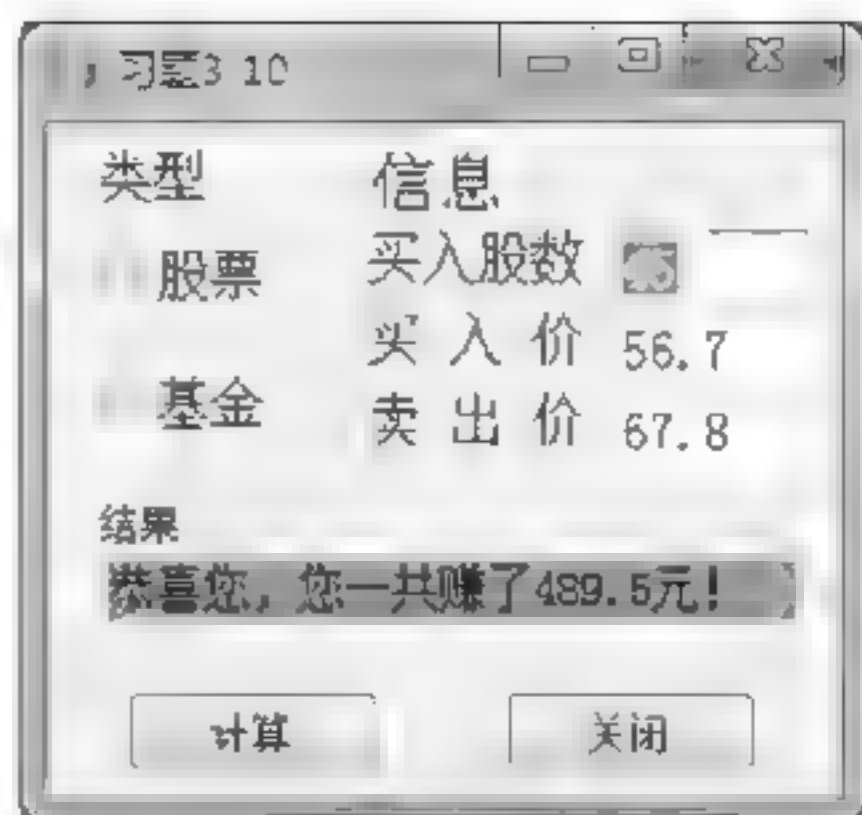 习题3 10
类型 信息
股票 买入股数
买入价 56.7
基金 卖出价 67.8
结果
恭喜您，您一共赚了489.5元！
计算 关闭